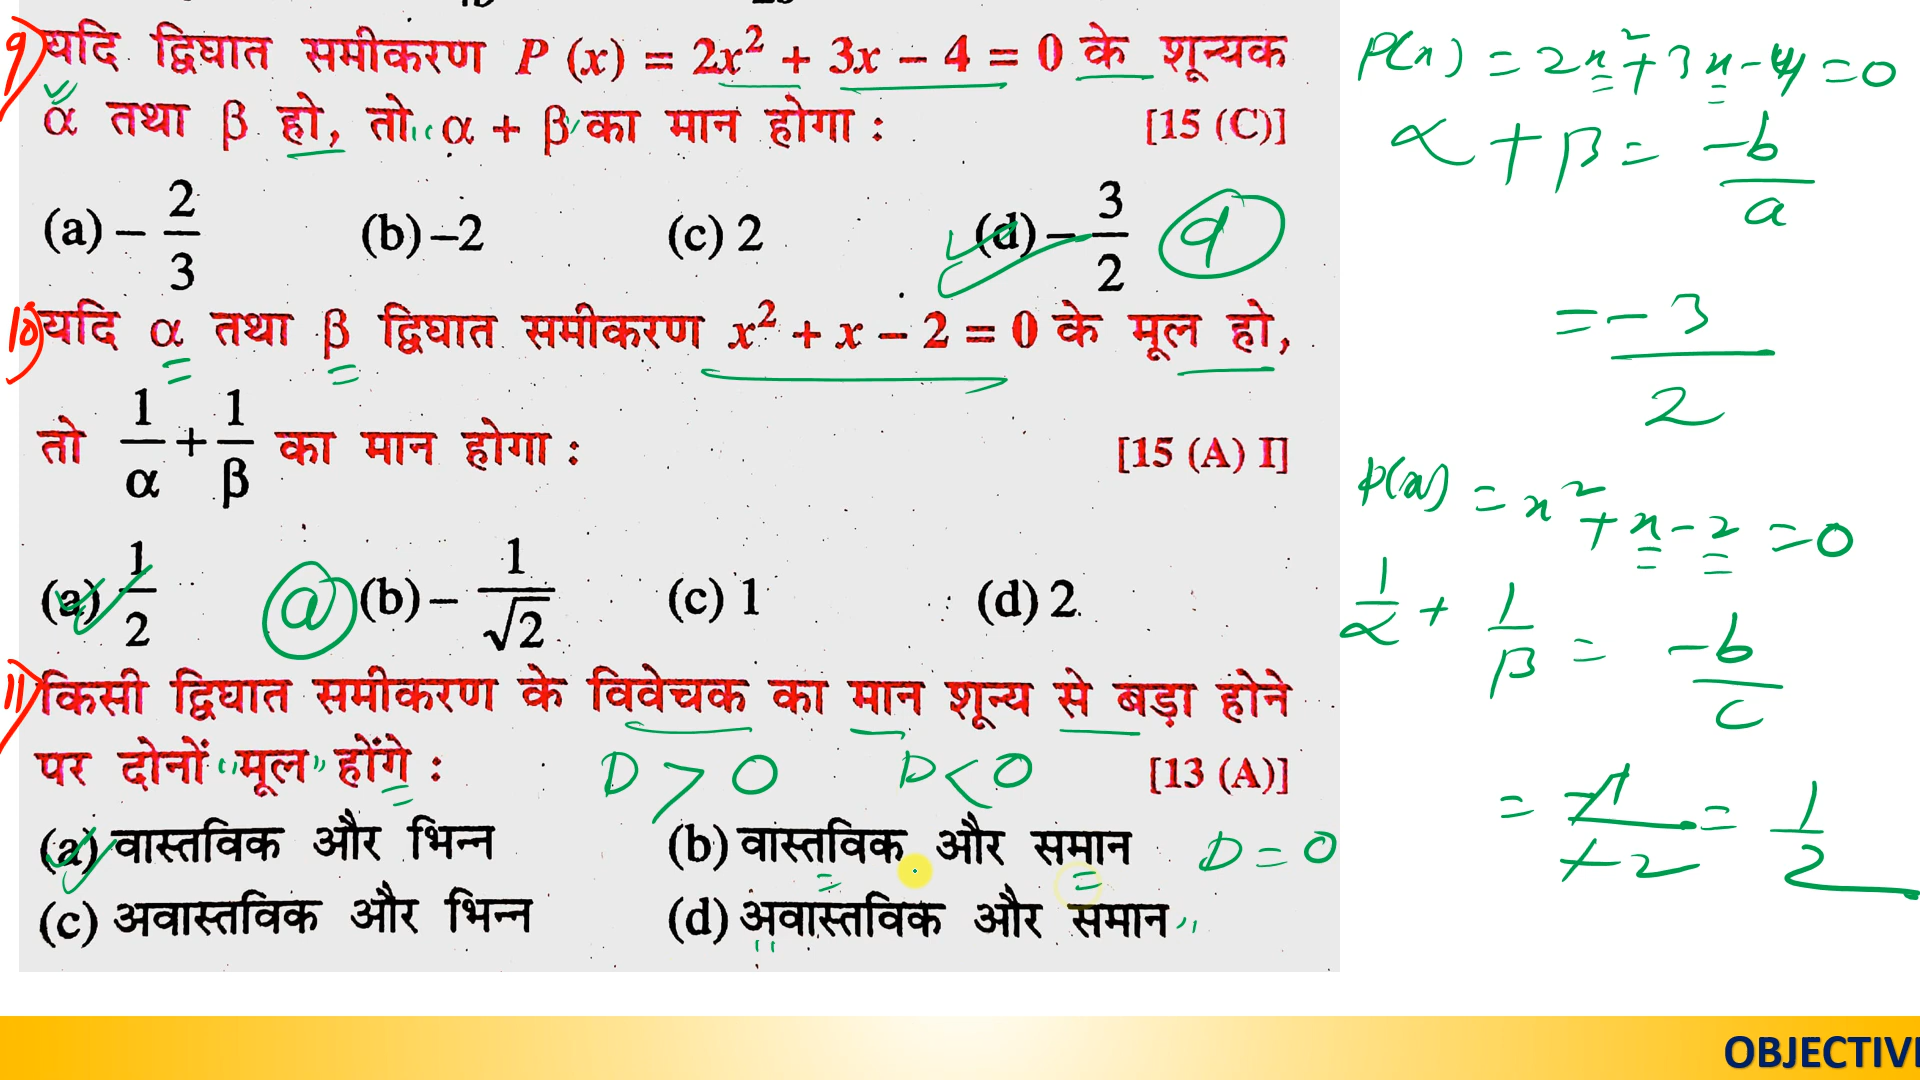 9) यदि द्विघात समीकरण P (x) = 2x² + 3x – 4 = 0 के शून्यक
α तथा β हो, तो α + β का मान होगा : [15 (C)]
(a) – 2/3 (b) –2 (c) 2 (d) – 3/2 d
10) यदि α तथा β द्विघात समीकरण x² + x – 2 = 0 के मूल हो,
तो 1/α + 1/β का मान होगा : [15 (A) I]
(a) 1/2 a (b) – 1/√2 (c) 1 (d) 2
11) किसी द्विघात समीकरण के विवेचक का मान शून्य से बड़ा होने
पर दोनों "मूल" होंगे : D > 0 D < 0 [13 (A)]
(a) वास्तविक और भिन्न (b) वास्तविक और समान D = 0
(c) अवास्तविक और भिन्न (d) अवास्तविक और समान
P(x) = 2x² + 3x – 4 = 0
α + β = –b/a
= –3/2
P(x) = x² + x – 2 = 0
1/α + 1/β = –b/c
= –1/–2 = 1/2
OBJECTIV